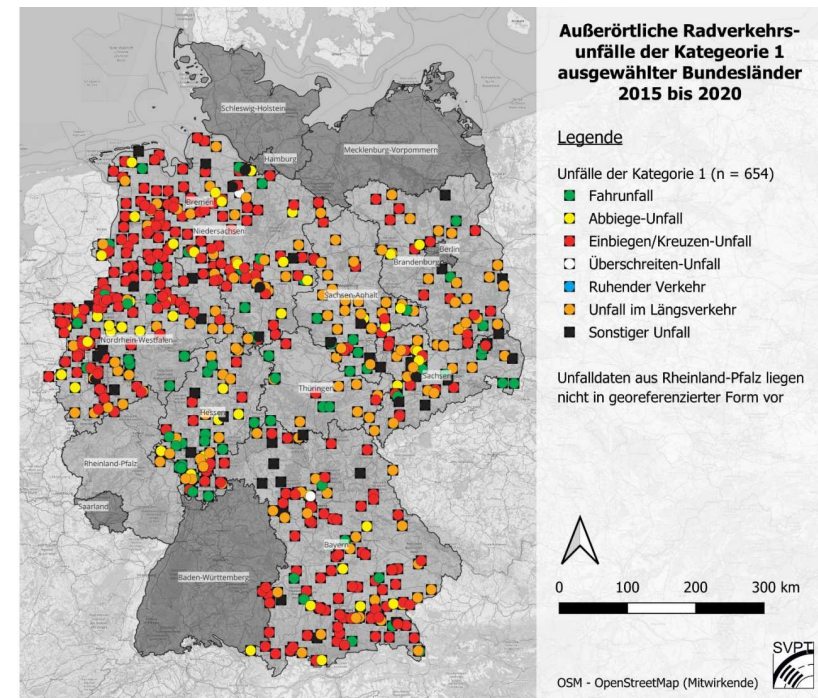 Außerörtliche Radverkehrs-
unfälle der Kategeorie 1
ausgewählter Bundesländer
2015 bis 2020
Legende
Unfälle der Kategorie 1 (n = 654)
Fahrunfall
Abbiege-Unfall
Einbiegen/Kreuzen-Unfall
Überschreiten-Unfall
Ruhender Verkehr
Unfall im Längsverkehr
Sonstiger Unfall
Unfalldaten aus Rheinland-Pfalz liegen
nicht in georeferenzierter Form vor
0 100 200 300 km
SVPT
OSM - OpenStreetMap (Mitwirkende)
Schleswig-Holstein
Hamburg
Mecklenburg-Vorpommern
Bremen
Niedersachsen
Berlin
Brandenburg
Sachsen-Anhalt
Nordrhein-Westfalen
Sachsen
Thüringen
Hessen
Rheinland-Pfalz
Saarland
Bayern
Baden-Württemberg